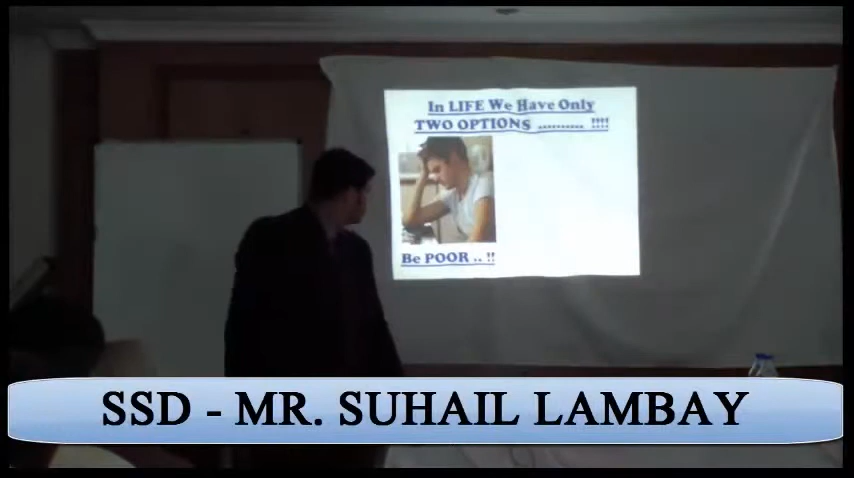 In LIFE We Have Only
TWO OPTIONS .......... !!!!
Be POOR .. !!
SSD - MR. SUHAIL LAMBAY